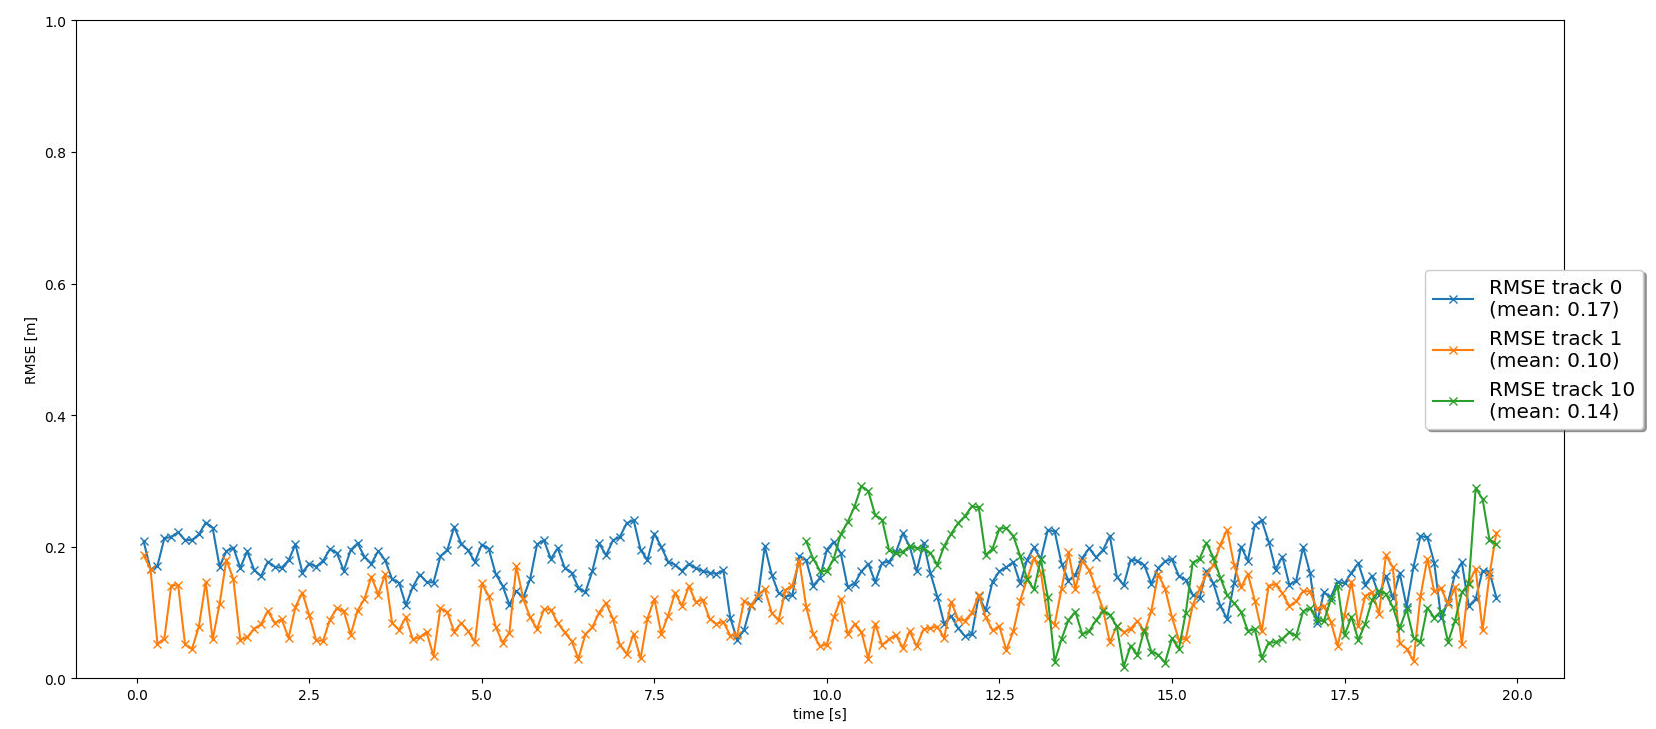 1.0
0.8
0.6
0.4
0.2
0.0
RMSE [m]
0.0 2.5 5.0 7.5 10.0 12.5 15.0 17.5 20.0
time [s]
RMSE track 0
(mean: 0.17)
RMSE track 1
(mean: 0.10)
RMSE track 10
(mean: 0.14)